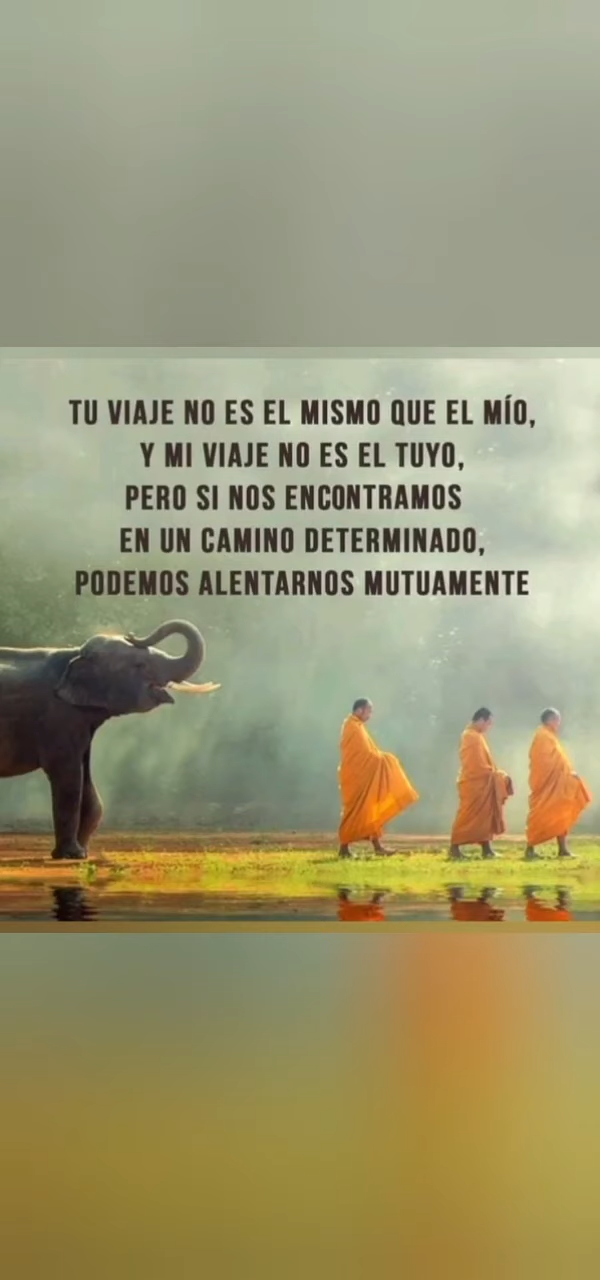 TU VIAJE NO ES EL MISMO QUE EL MÍO,
Y MI VIAJE NO ES EL TUYO,
PERO SI NOS ENCONTRAMOS
EN UN CAMINO DETERMINADO,
PODEMOS ALENTARNOS MUTUAMENTE